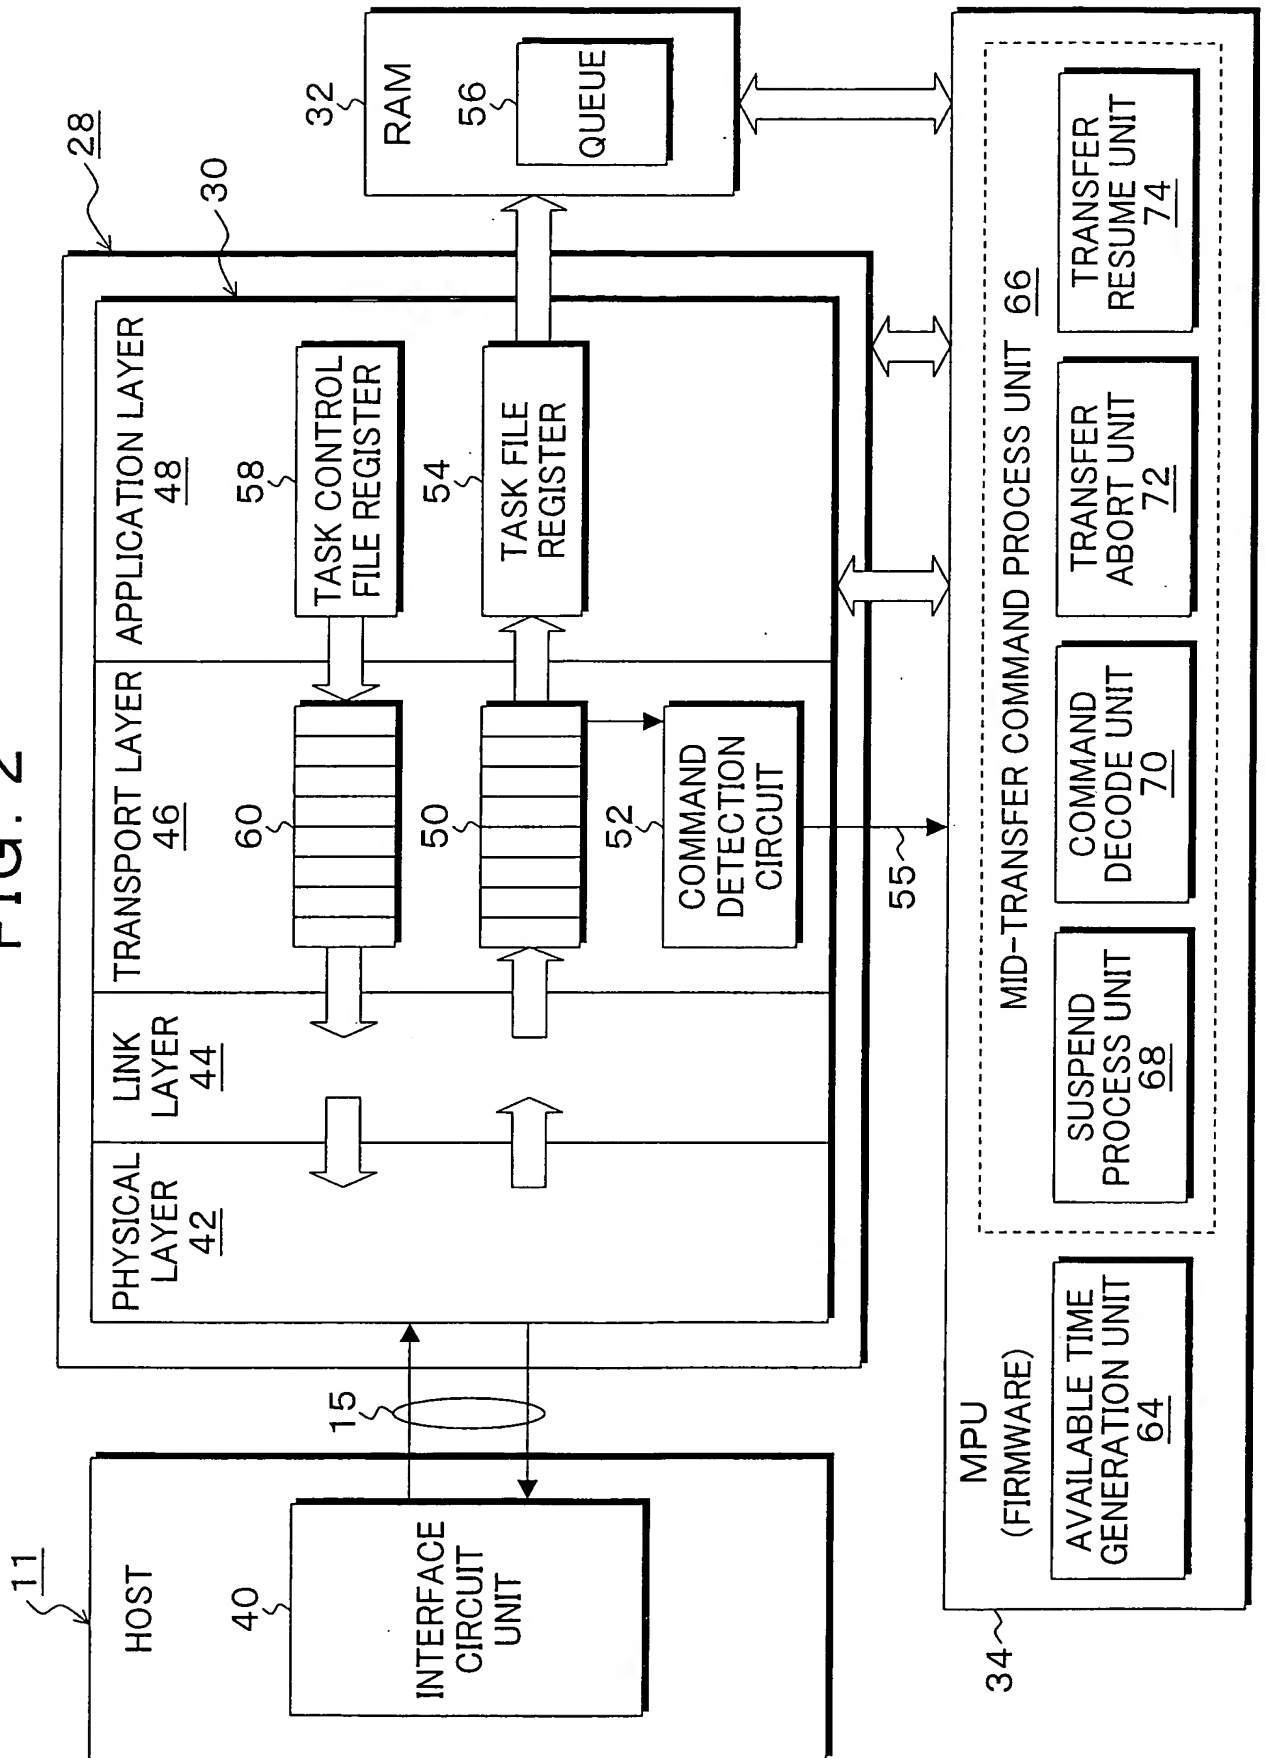 FIG. 2
11
HOST
40
INTERFACE
CIRCUIT
UNIT
15
28
30
PHYSICAL
LAYER
42
LINK
LAYER
44
TRANSPORT LAYER
46
APPLICATION LAYER
48
60
58
TASK CONTROL
FILE REGISTER
50
54
TASK FILE
REGISTER
52
COMMAND
DETECTION
CIRCUIT
55
32
RAM
56
QUEUE
34
MPU
(FIRMWARE)
AVAILABLE TIME
GENERATION UNIT
64
MID-TRANSFER COMMAND PROCESS UNIT 66
SUSPEND
PROCESS UNIT
68
COMMAND
DECODE UNIT
70
TRANSFER
ABORT UNIT
72
TRANSFER
RESUME UNIT
74